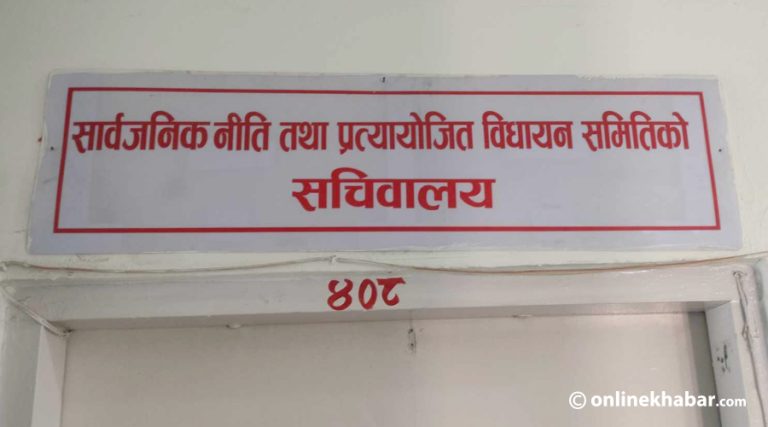 सार्वजनिक नीति तथा प्रत्यायोजित विधायन समितिको
सचिवालय
४०८
© onlinekhabar.com